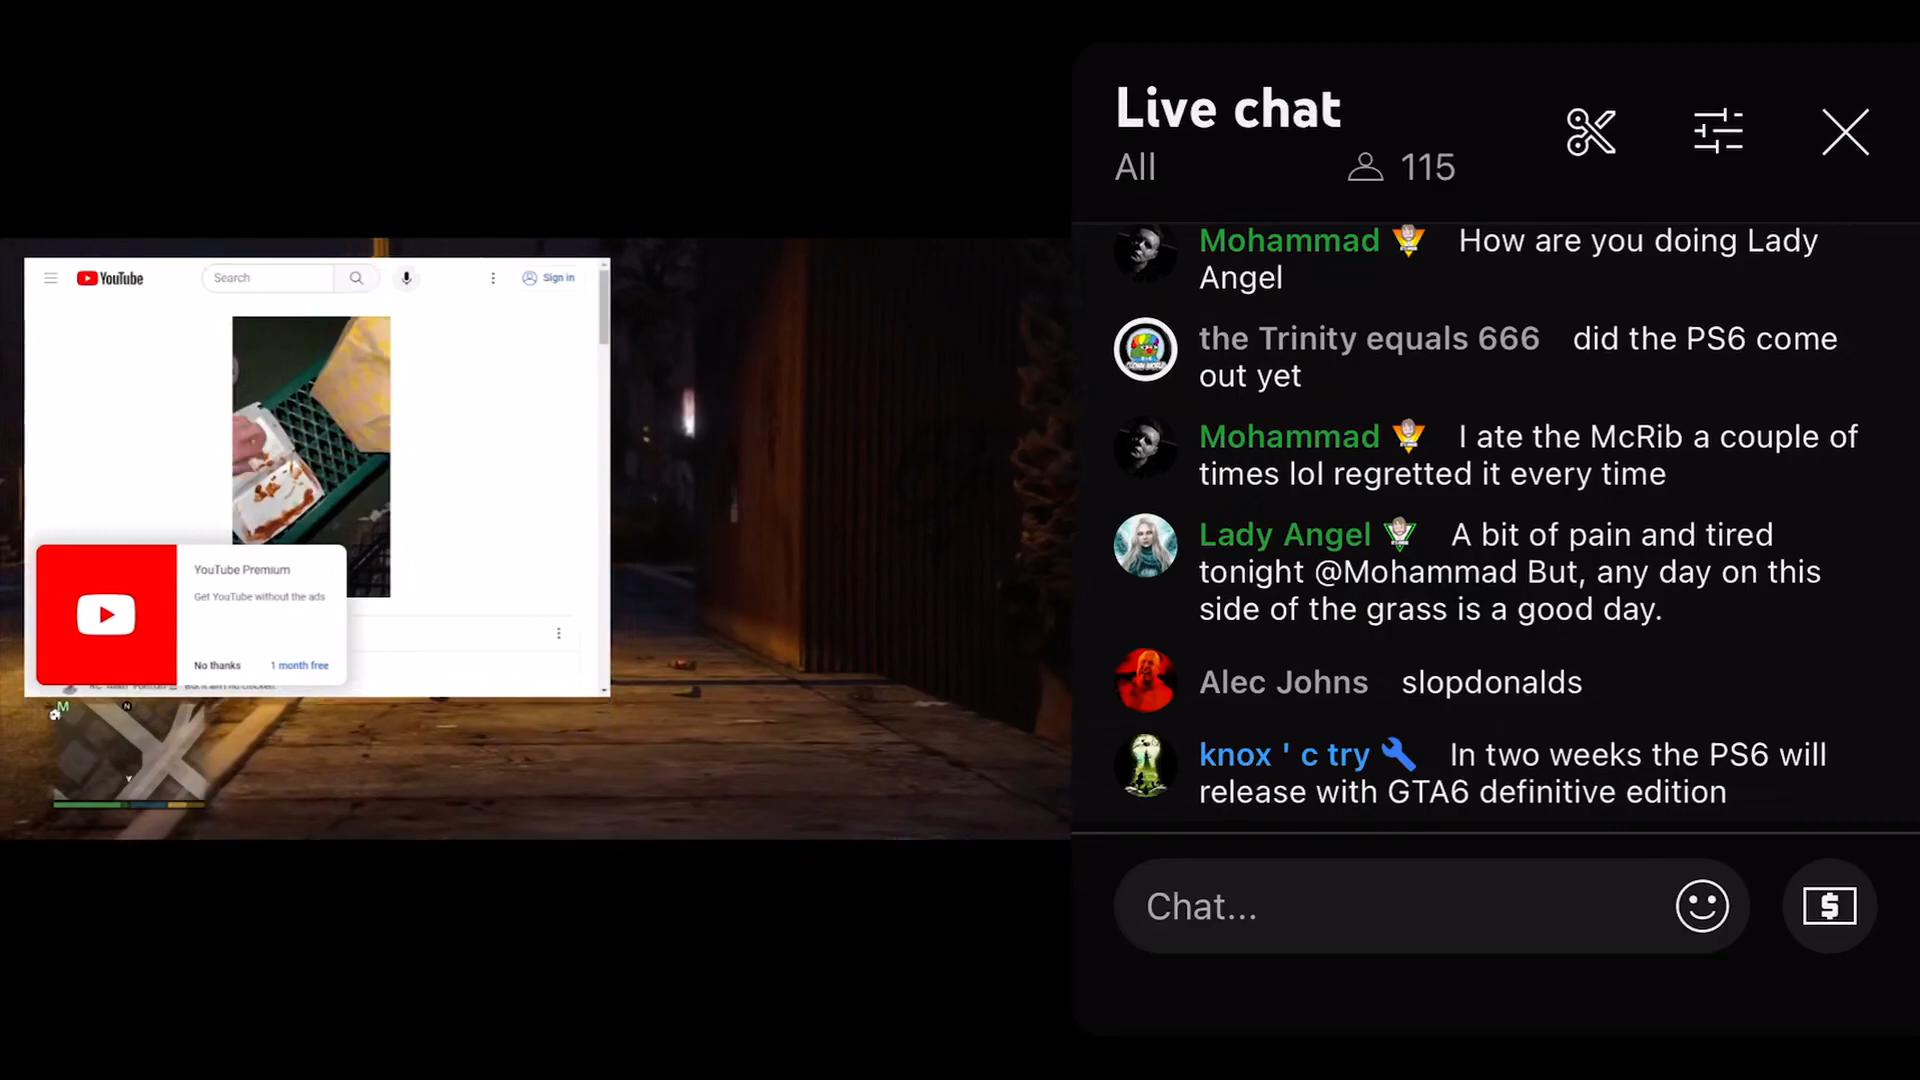 YouTube
Search
Sign in
YouTube Premium
Get YouTube without the ads
No thanks
1 month free
M
N
Live chat
All
115
Mohammad How are you doing Lady
Angel
the Trinity equals 666 did the PS6 come
out yet
Mohammad I ate the McRib a couple of
times lol regretted it every time
Lady Angel A bit of pain and tired
tonight @Mohammad But, any day on this
side of the grass is a good day.
Alec Johns slopdonalds
knox ' c try In two weeks the PS6 will
release with GTA6 definitive edition
Chat...
$